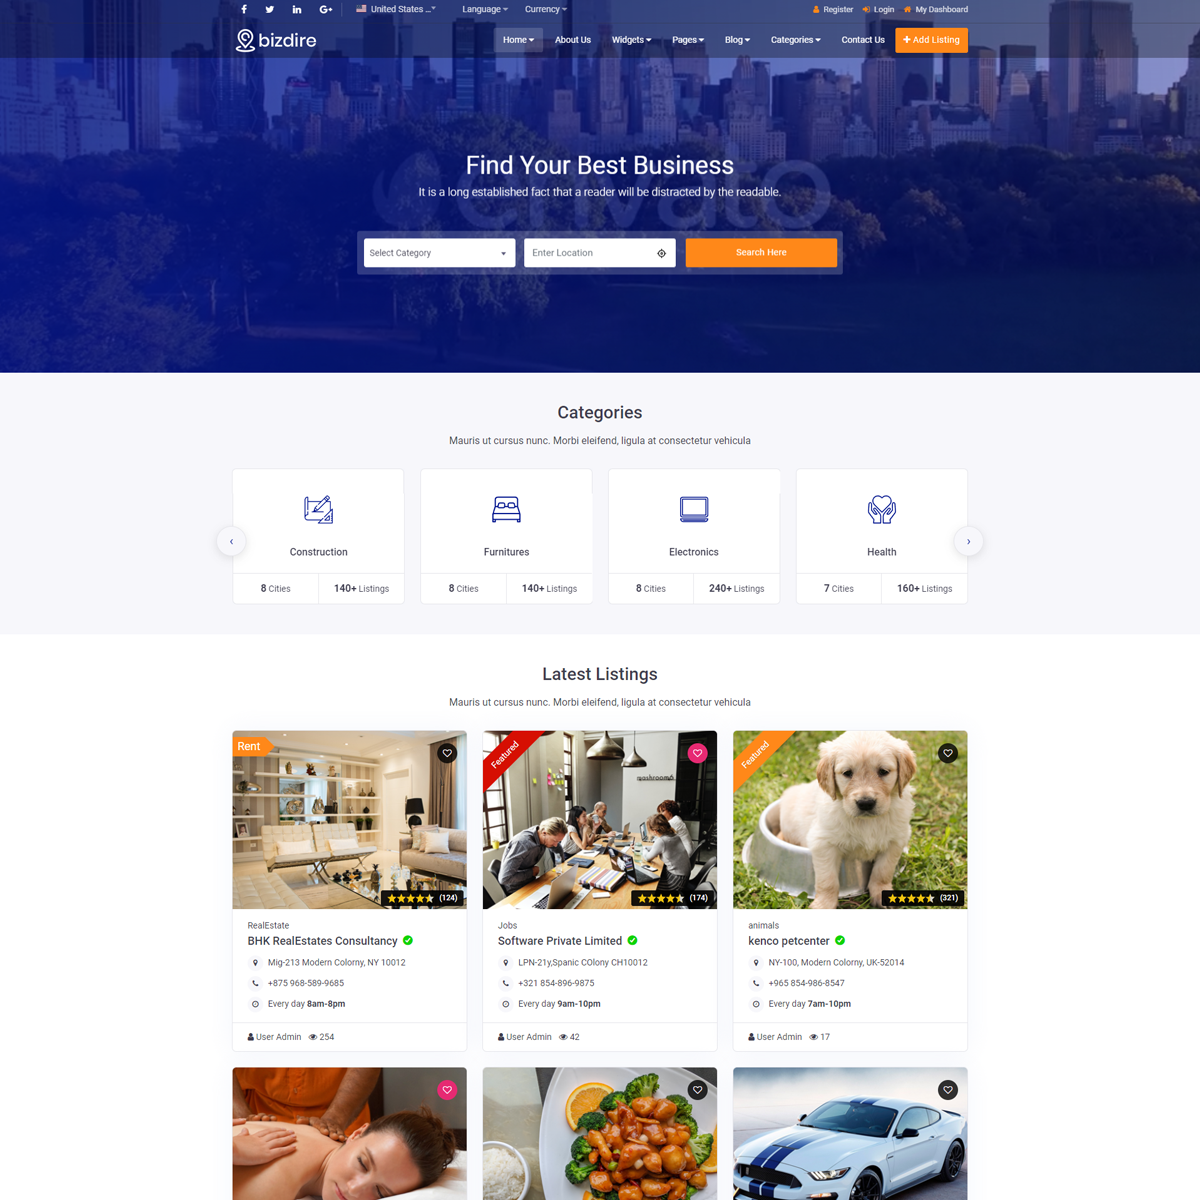 United States ... Language Currency Register Login My Dashboard
bizdire Home About Us Widgets Pages Blog Categories Contact Us + Add Listing
Find Your Best Business
It is a long established fact that a reader will be distracted by the readable.
envato
Select Category Enter Location Search Here
Categories
Mauris ut cursus nunc. Morbi eleifend, ligula at consectetur vehicula
Construction Furnitures Electronics Health
8 Cities 140+ Listings 8 Cities 140+ Listings 8 Cities 240+ Listings 7 Cities 160+ Listings
Latest Listings
Mauris ut cursus nunc. Morbi eleifend, ligula at consectetur vehicula
Rent Featured Featured
mushrooms
(124) (174) (321)
RealEstate Jobs animals
BHK RealEstates Consultancy Software Private Limited kenco petcenter
Mig-213 Modern Colorny, NY 10012 LPN-21y,Spanic COlony CH10012 NY-100, Modern Colorny, UK-52014
+875 968-589-9685 +321 854-896-9875 +965 854-986-8547
Every day 8am-8pm Every day 9am-10pm Every day 7am-10pm
User Admin 254 User Admin 42 User Admin 17